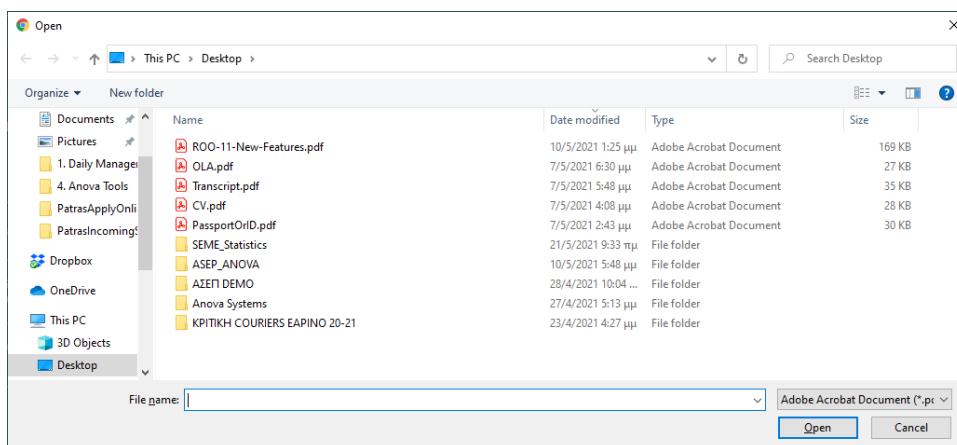 Open
This PC > Desktop >
Search Desktop
Organize
New folder
Name
Date modified
Type
Size
Documents
Pictures
1. Daily Manager
4. Anova Tools
PatrasApplyOnli
PatrasIncomingS
Dropbox
OneDrive
This PC
3D Objects
Desktop
ROO-11-New-Features.pdf 10/5/2021 1:25 μμ Adobe Acrobat Document 169 KB
OLA.pdf 7/5/2021 6:30 μμ Adobe Acrobat Document 27 KB
Transcript.pdf 7/5/2021 5:48 μμ Adobe Acrobat Document 35 KB
CV.pdf 7/5/2021 4:08 μμ Adobe Acrobat Document 28 KB
PassportOrID.pdf 7/5/2021 2:43 μμ Adobe Acrobat Document 30 KB
SEME_Statistics 21/5/2021 9:33 πμ File folder
ASEP_ANOVA 10/5/2021 5:48 μμ File folder
ΑΣΕΠ DEMO 28/4/2021 10:04 ... File folder
Anova Systems 27/4/2021 5:13 μμ File folder
ΚΡΙΤΙΚΗ COURIERS ΕΑΡΙΝΟ 20-21 23/4/2021 4:27 μμ File folder
File name:
Adobe Acrobat Document (*.pc
Open
Cancel